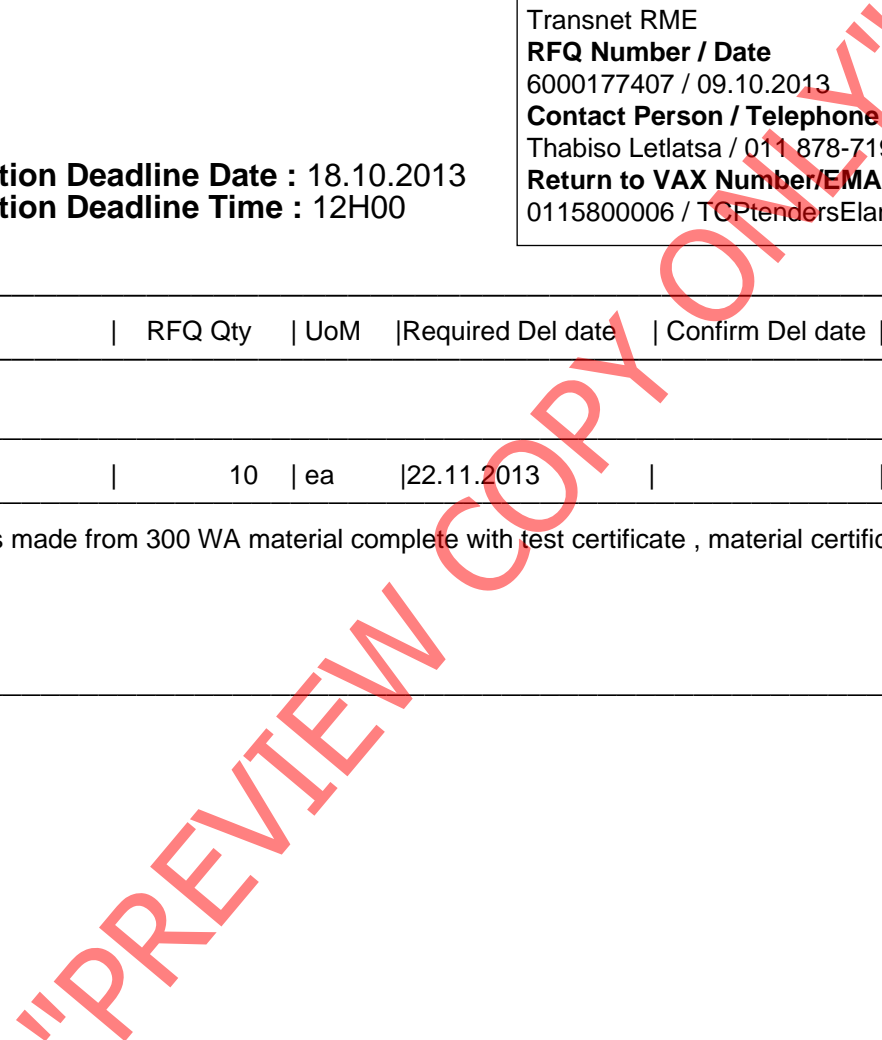 Transnet RME
RFQ Number / Date
6000177407 / 09.10.2013
Contact Person / Telephone
Thabiso Letlatsa / 011 878-719
Return to VAX Number/EMA
0115800006 / TCPtendersElan
tion Deadline Date : 18.10.2013
tion Deadline Time : 12H00
| RFQ Qty | UoM |Required Del date | Confirm Del date |
| 10 | ea |22.11.2013 | |
s made from 300 WA material complete with test certificate , material certific
"PREVIEW COPY ONLY"